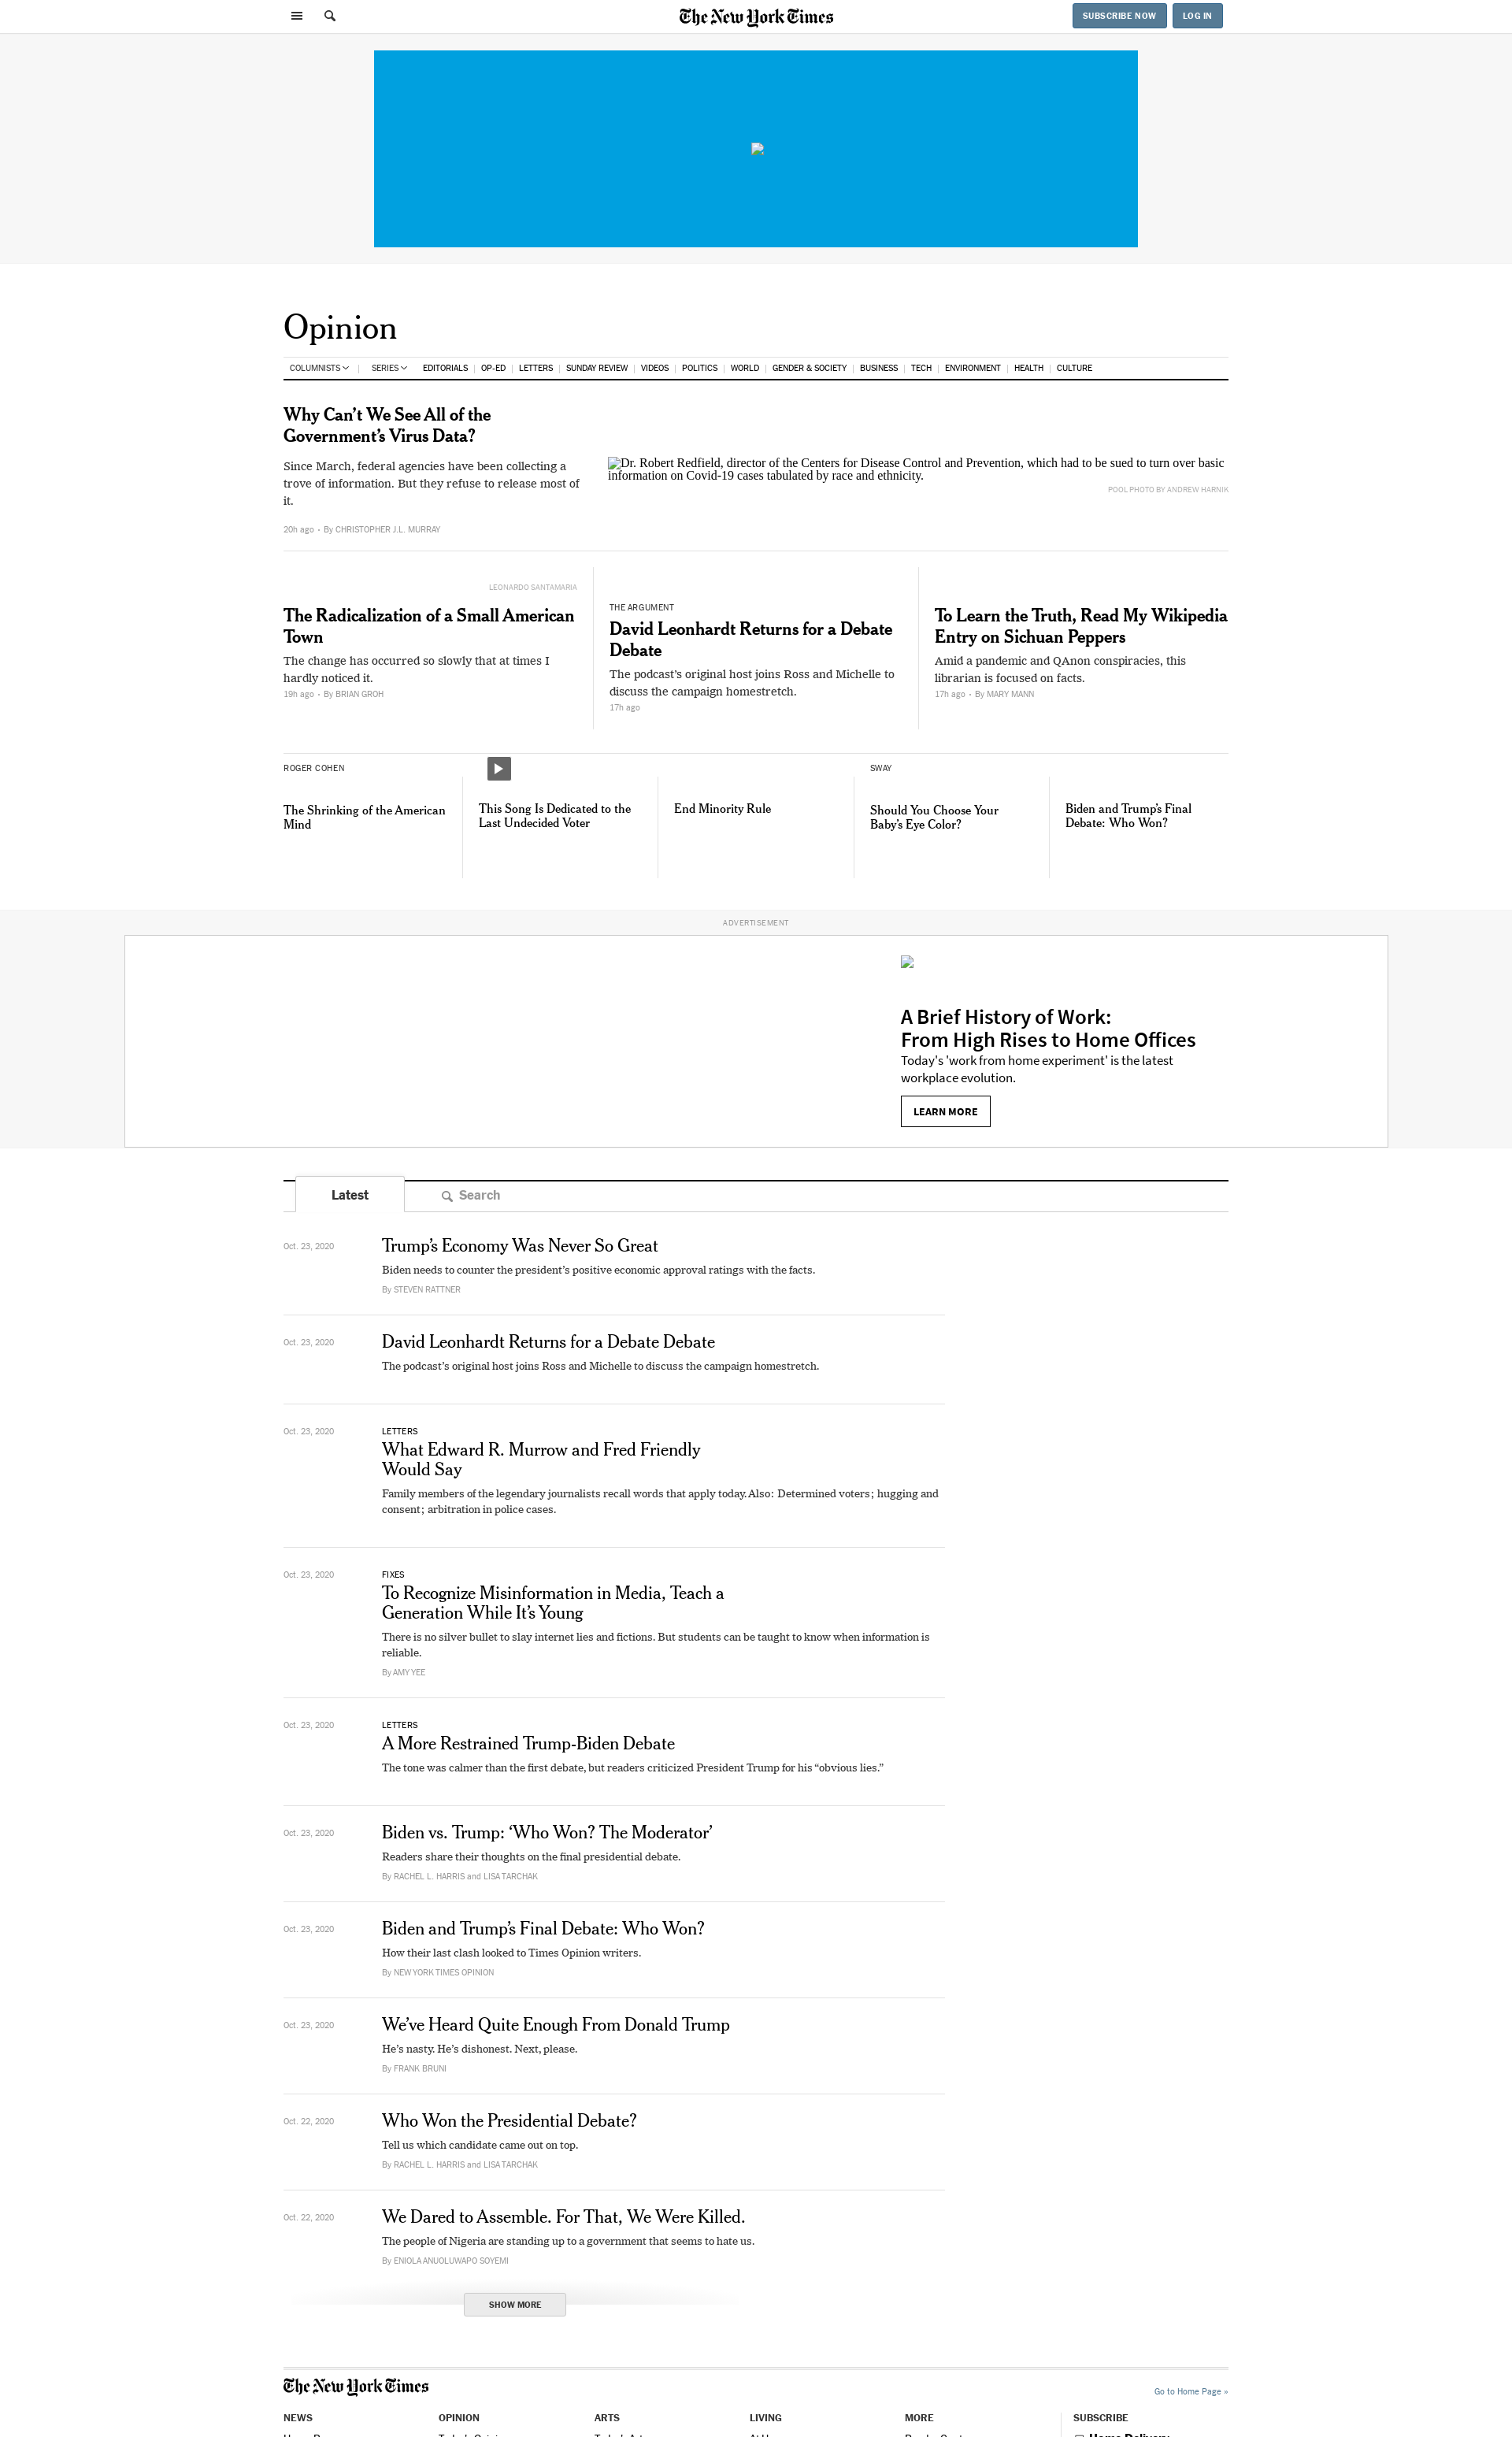 The New York Times
SUBSCRIBE NOW
LOG IN
Opinion
COLUMNISTS
SERIES
EDITORIALS
OP-ED
LETTERS
SUNDAY REVIEW
VIDEOS
POLITICS
WORLD
GENDER & SOCIETY
BUSINESS
TECH
ENVIRONMENT
HEALTH
CULTURE
Why Can’t We See All of the
Government’s Virus Data?
Since March, federal agencies have been collecting a
trove of information. But they refuse to release most of
it.
20h ago • By CHRISTOPHER J.L. MURRAY
Dr. Robert Redfield, director of the Centers for Disease Control and Prevention, which had to be sued to turn over basic
information on Covid-19 cases tabulated by race and ethnicity.
POOL PHOTO BY ANDREW HARNIK
LEONARDO SANTAMARIA
The Radicalization of a Small American
Town
The change has occurred so slowly that at times I
hardly noticed it.
19h ago • By BRIAN GROH
THE ARGUMENT
David Leonhardt Returns for a Debate
Debate
The podcast’s original host joins Ross and Michelle to
discuss the campaign homestretch.
17h ago
To Learn the Truth, Read My Wikipedia
Entry on Sichuan Peppers
Amid a pandemic and QAnon conspiracies, this
librarian is focused on facts.
17h ago • By MARY MANN
ROGER COHEN
The Shrinking of the American
Mind
This Song Is Dedicated to the
Last Undecided Voter
End Minority Rule
SWAY
Should You Choose Your
Baby’s Eye Color?
Biden and Trump’s Final
Debate: Who Won?
ADVERTISEMENT
A Brief History of Work:
From High Rises to Home Offices
Today's 'work from home experiment' is the latest
workplace evolution.
LEARN MORE
Latest
Search
Oct. 23, 2020
Trump’s Economy Was Never So Great
Biden needs to counter the president’s positive economic approval ratings with the facts.
By STEVEN RATTNER
Oct. 23, 2020
David Leonhardt Returns for a Debate Debate
The podcast’s original host joins Ross and Michelle to discuss the campaign homestretch.
Oct. 23, 2020
LETTERS
What Edward R. Murrow and Fred Friendly
Would Say
Family members of the legendary journalists recall words that apply today. Also: Determined voters; hugging and
consent; arbitration in police cases.
Oct. 23, 2020
FIXES
To Recognize Misinformation in Media, Teach a
Generation While It’s Young
There is no silver bullet to slay internet lies and fictions. But students can be taught to know when information is
reliable.
By AMY YEE
Oct. 23, 2020
LETTERS
A More Restrained Trump-Biden Debate
The tone was calmer than the first debate, but readers criticized President Trump for his “obvious lies.”
Oct. 23, 2020
Biden vs. Trump: ‘Who Won? The Moderator’
Readers share their thoughts on the final presidential debate.
By RACHEL L. HARRIS and LISA TARCHAK
Oct. 23, 2020
Biden and Trump’s Final Debate: Who Won?
How their last clash looked to Times Opinion writers.
By NEW YORK TIMES OPINION
Oct. 23, 2020
We’ve Heard Quite Enough From Donald Trump
He’s nasty. He’s dishonest. Next, please.
By FRANK BRUNI
Oct. 22, 2020
Who Won the Presidential Debate?
Tell us which candidate came out on top.
By RACHEL L. HARRIS and LISA TARCHAK
Oct. 22, 2020
We Dared to Assemble. For That, We Were Killed.
The people of Nigeria are standing up to a government that seems to hate us.
By ENIOLA ANUOLUWAPO SOYEMI
SHOW MORE
The New York Times
Go to Home Page »
NEWS
OPINION
ARTS
LIVING
MORE
SUBSCRIBE